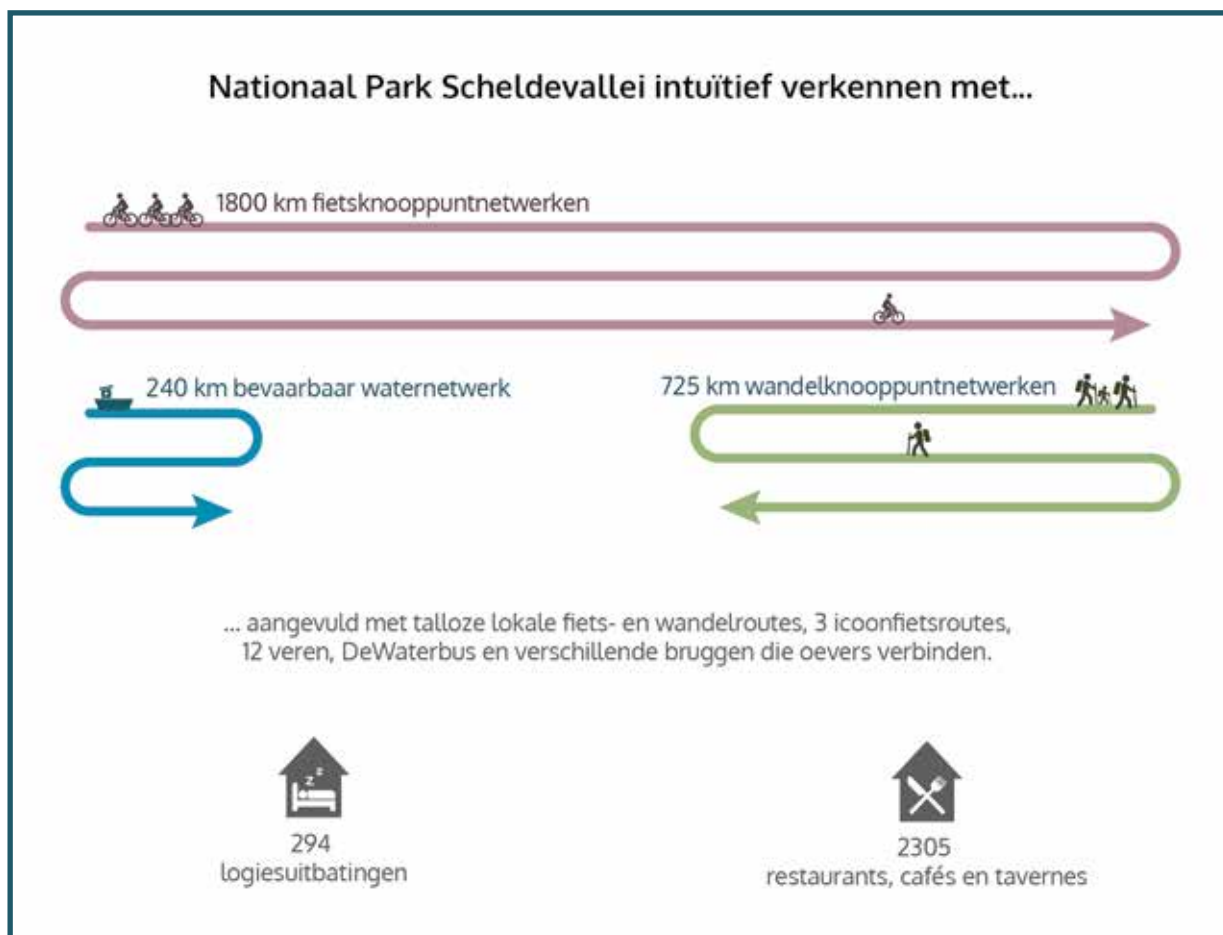 Nationaal Park Scheldevallei intuïtief verkennen met...
1800 km fietsknooppuntnetwerken
240 km bevaarbaar waternetwerk
725 km wandelknooppuntnetwerken
... aangevuld met talloze lokale fiets- en wandelroutes, 3 icoonfietsroutes,
12 veren, DeWaterbus en verschillende bruggen die oevers verbinden.
z z
294
logiesuitbatingen
2305
restaurants, cafés en tavernes